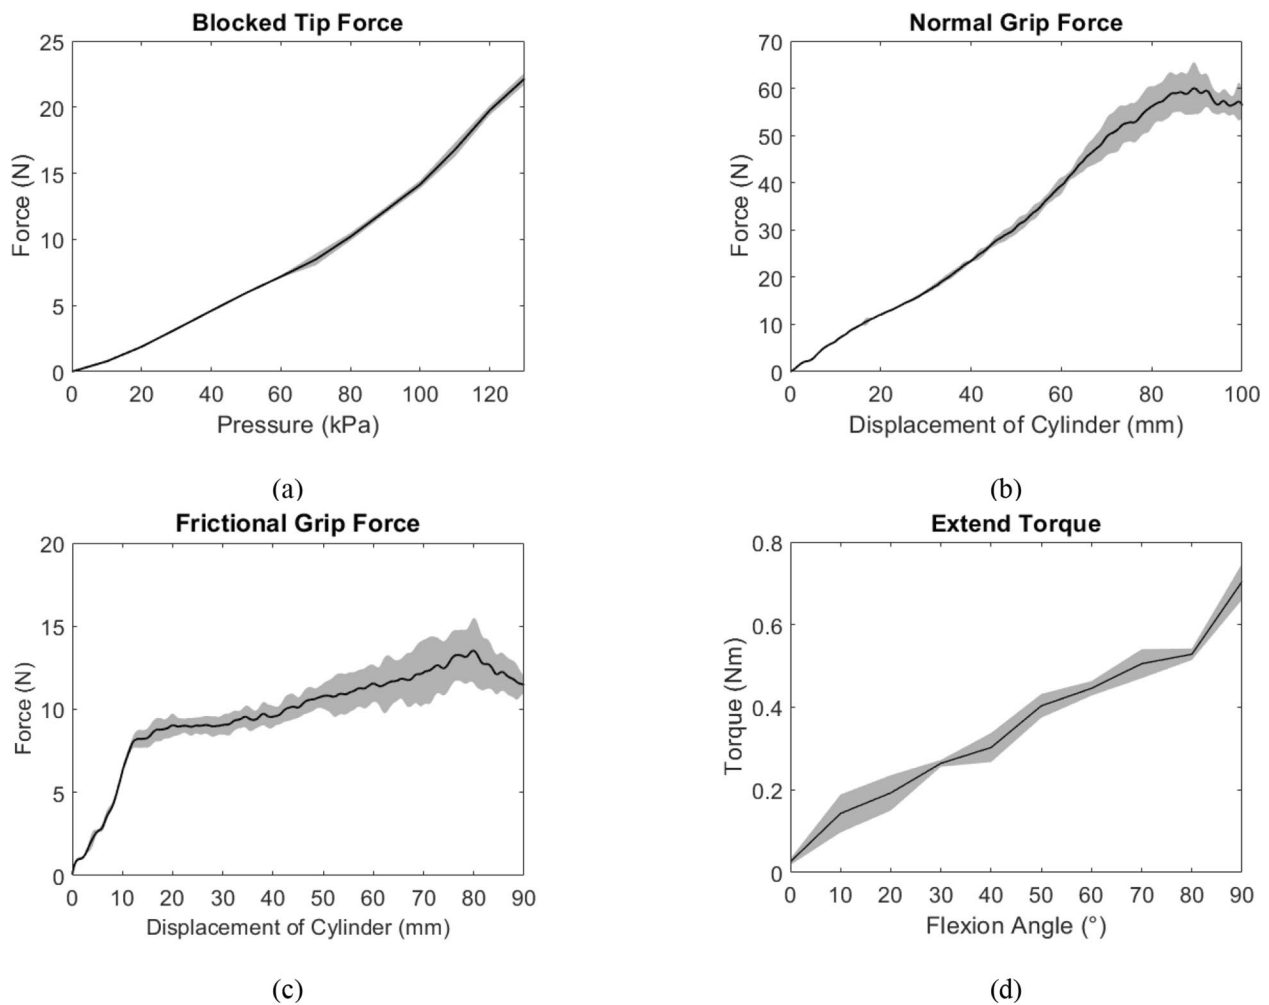 Blocked Tip Force
25
20
15
10
5
0
Force (N)
0 20 40 60 80 100 120
Pressure (kPa)
(a)
Normal Grip Force
70
60
50
40
30
20
10
0
Force (N)
0 20 40 60 80 100
Displacement of Cylinder (mm)
(b)
Frictional Grip Force
20
15
10
5
0
Force (N)
0 10 20 30 40 50 60 70 80 90
Displacement of Cylinder (mm)
(c)
Extend Torque
0.8
0.6
0.4
0.2
0
Torque (Nm)
0 10 20 30 40 50 60 70 80 90
Flexion Angle (°)
(d)